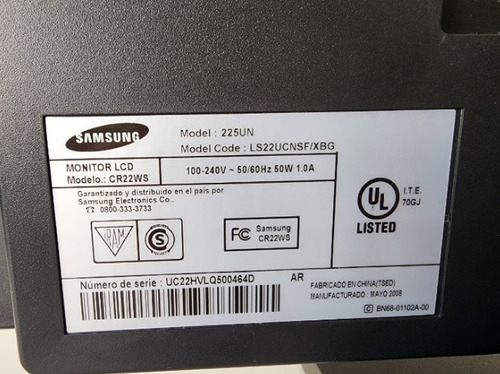 SAMSUNG
Model : 225UN
Model Code : LS22UCNSF/XBG
MONITOR LCD
Modelo.: CR22WS
100-240V ~ 50/60Hz 50W 1.0A
Garantizado y distribuido en el pais por
Samsung Electronics Co.,
☎ 0800-333-3733
IRAM
S
FC Samsung
CR22WS
UL
LISTED
I.T.E.
70GJ
Número de serie : UC22HVLQ500464D
AR
FABRICADO EN CHINA(TSED)
MANUFACTURADO : MAYO 2008
C BN68-01102A-00